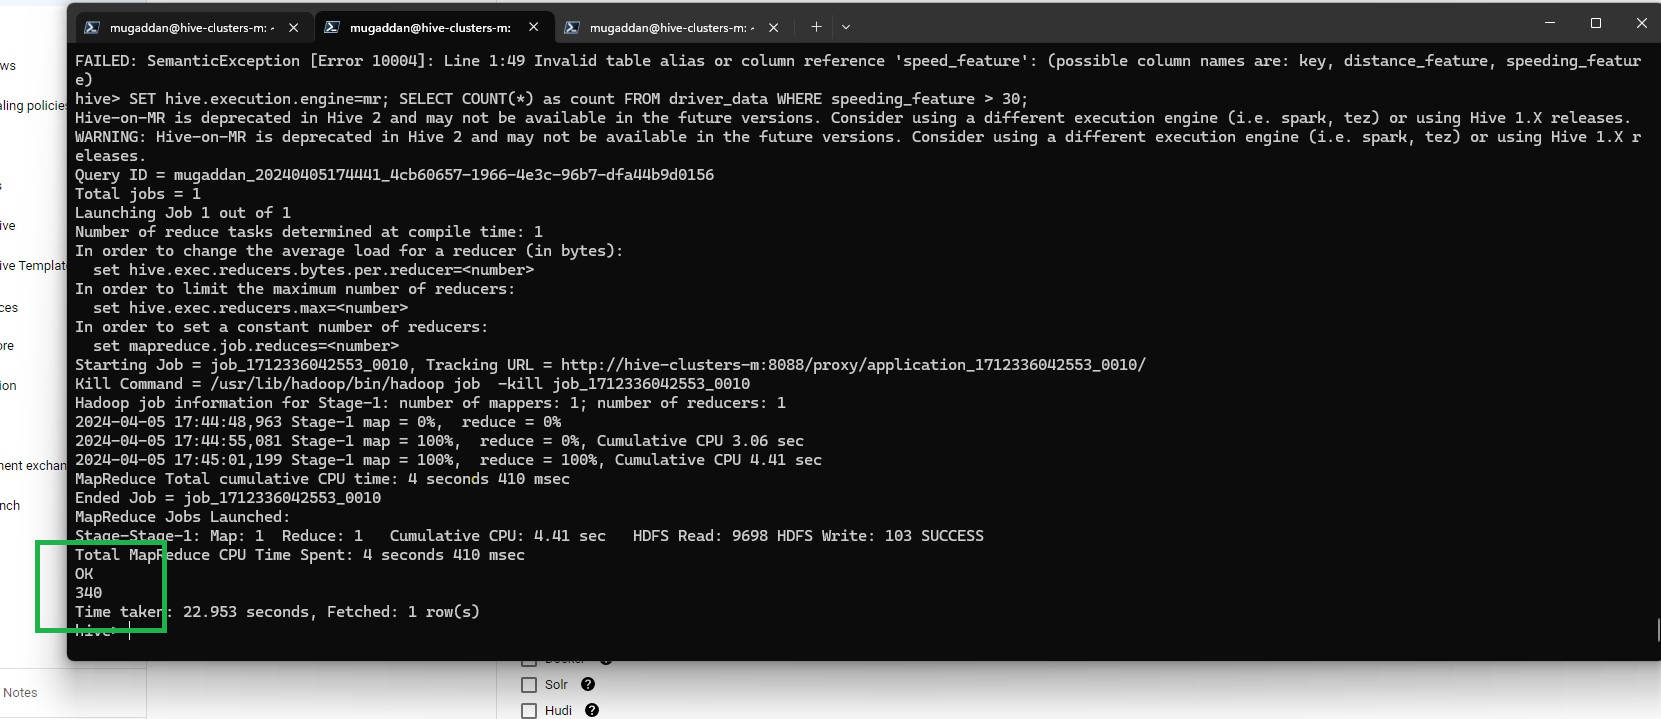 mugaddan@hive-clusters-m: -
mugaddan@hive-clusters-m:
mugaddan@hive-clusters-m: -
FAILED: SemanticException [Error 10004]: Line 1:49 Invalid table alias or column reference 'speed_feature': (possible column names are: key, distance_feature, speeding_featur
e)
hive> SET hive.execution.engine=mr; SELECT COUNT(*) as count FROM driver_data WHERE speeding_feature > 30;
Hive-on-MR is deprecated in Hive 2 and may not be available in the future versions. Consider using a different execution engine (i.e. spark, tez) or using Hive 1.X releases.
WARNING: Hive-on-MR is deprecated in Hive 2 and may not be available in the future versions. Consider using a different execution engine (i.e. spark, tez) or using Hive 1.X r
eleases.
Query ID = mugaddan_20240405174441_4cb60657-1966-4e3c-96b7-dfa44b9d0156
Total jobs = 1
Launching Job 1 out of 1
Number of reduce tasks determined at compile time: 1
In order to change the average load for a reducer (in bytes):
  set hive.exec.reducers.bytes.per.reducer=<number>
In order to limit the maximum number of reducers:
  set hive.exec.reducers.max=<number>
In order to set a constant number of reducers:
  set mapreduce.job.reduces=<number>
Starting Job = job_1712336042553_0010, Tracking URL = http://hive-clusters-m:8088/proxy/application_1712336042553_0010/
Kill Command = /usr/lib/hadoop/bin/hadoop job  -kill job_1712336042553_0010
Hadoop job information for Stage-1: number of mappers: 1; number of reducers: 1
2024-04-05 17:44:48,963 Stage-1 map = 0%,  reduce = 0%
2024-04-05 17:44:55,081 Stage-1 map = 100%,  reduce = 0%, Cumulative CPU 3.06 sec
2024-04-05 17:45:01,199 Stage-1 map = 100%,  reduce = 100%, Cumulative CPU 4.41 sec
MapReduce Total cumulative CPU time: 4 seconds 410 msec
Ended Job = job_1712336042553_0010
MapReduce Jobs Launched:
Stage-Stage-1: Map: 1  Reduce: 1   Cumulative CPU: 4.41 sec   HDFS Read: 9698 HDFS Write: 103 SUCCESS
Total MapReduce CPU Time Spent: 4 seconds 410 msec
OK
340
Time taken: 22.953 seconds, Fetched: 1 row(s)
hive>
ws
aling policies
ive
ive Templat
ces
ore
ion
nent exchan
nch
Notes
Solr
Hudi